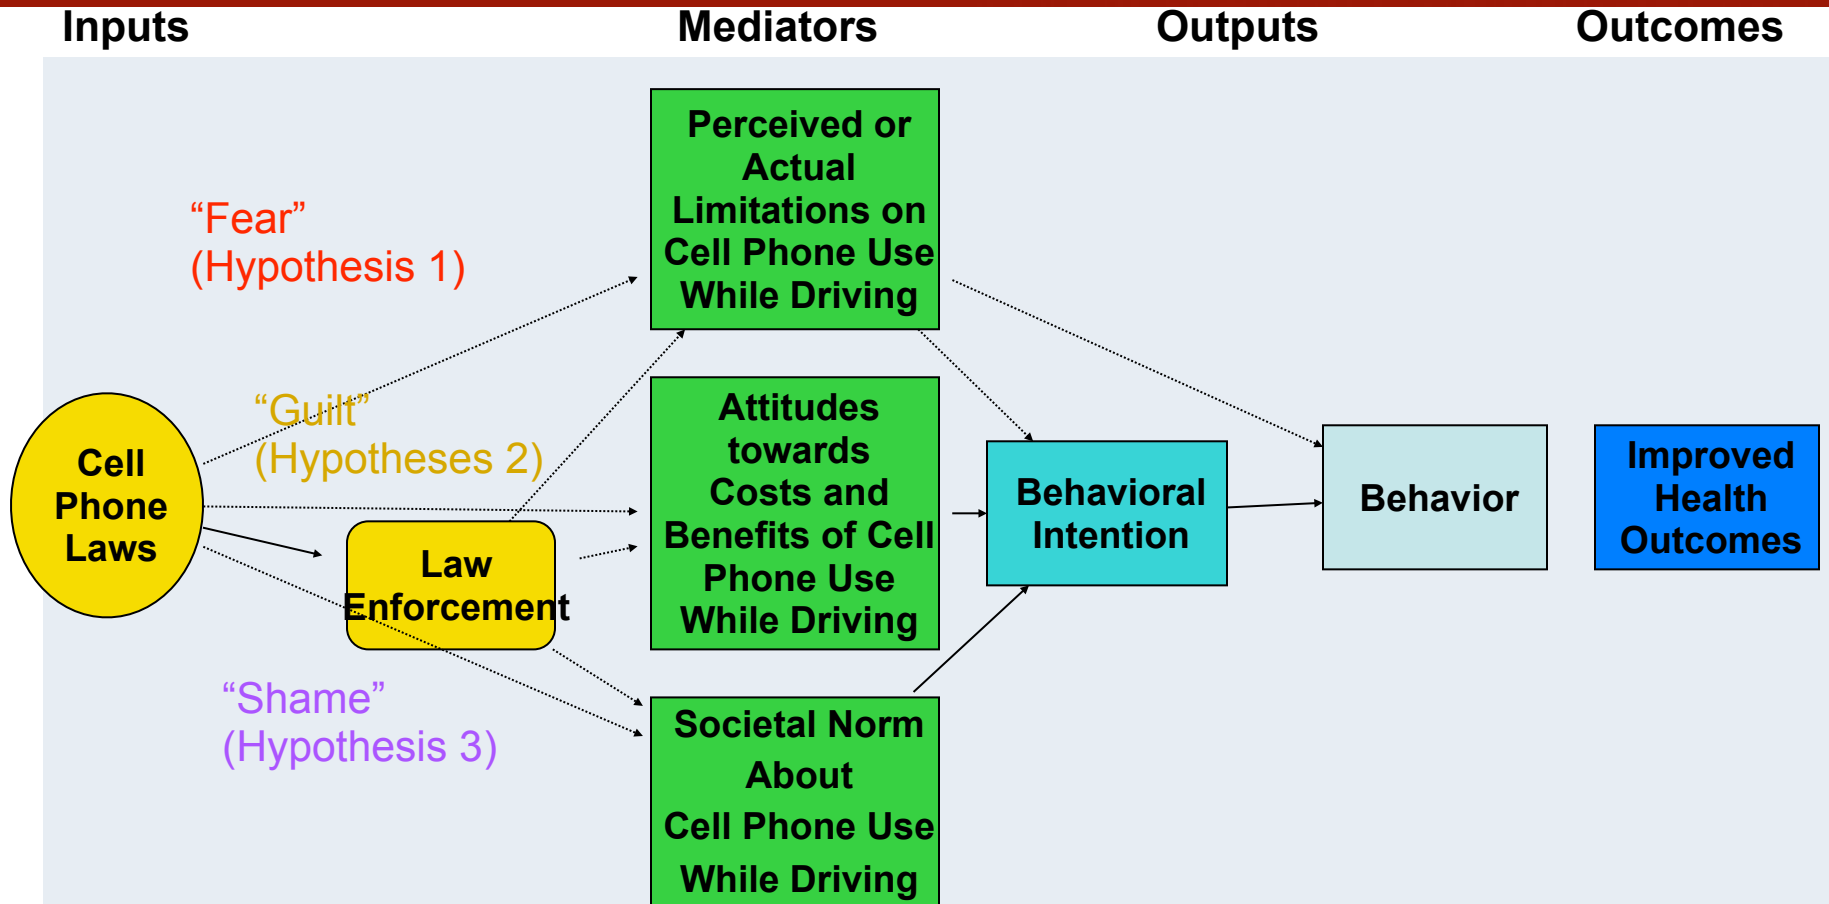 Inputs
Mediators
Outputs
Outcomes
Perceived or
Actual
Limitations on
Cell Phone Use
While Driving
“Fear”
(Hypothesis 1)
“Guilt”
(Hypotheses 2)
Cell
Phone
Laws
Law
Enforcement
Attitudes
towards
Costs and
Benefits of Cell
Phone Use
While Driving
Behavioral
Intention
Behavior
Improved
Health
Outcomes
“Shame”
(Hypothesis 3)
Societal Norm
About
Cell Phone Use
While Driving